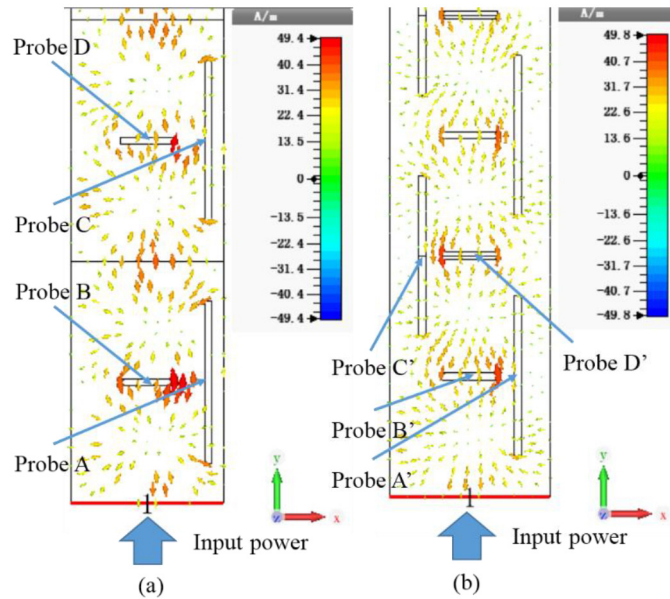 A/m
49.4
40.4
31.4
22.4
13.5
0
-13.5
-22.4
-31.4
-40.4
-49.4
Probe D
Probe C
Probe B
Probe A
1
Input power
y
z
x
(a)
A/m
49.8
40.7
31.7
22.6
13.6
0
-13.6
-22.6
-31.7
-40.7
-49.8
Probe C’
Probe D’
Probe B’
Probe A’
1
Input power
y
z
x
(b)